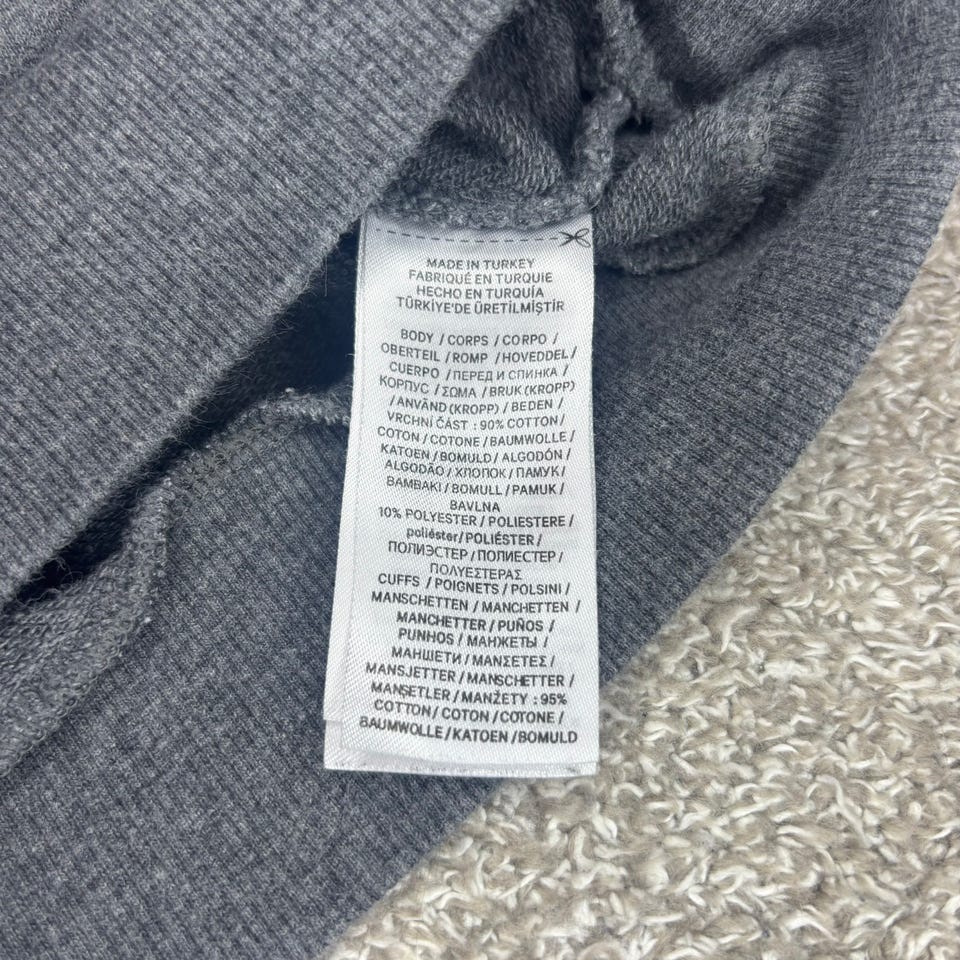 MADE IN TURKEY
FABRIQUÉ EN TURQUIE
HECHO EN TURQUÍA
TÜRKİYE'DE ÜRETİLMİŞTİR
BODY / CORPS / CORPO /
OBERTEIL / ROMP / HOVEDDEL /
CUERPO / ПЕРЕД И СПИНКА /
КОРПУС / ΣΩΜΑ / BRUK (KROPP)
/ ANVÄND (KROPP) / BEDEN /
VRCHNÍ ČÁST : 90% COTTON /
COTON / COTONE / BAUMWOLLE /
KATOEN / BOMULD / ALGODÓN /
ALGODÃO / ХЛОПОК / ПАМУК /
BAMBAKI / BOMULL / PAMUK /
BAVLNA
10% POLYESTER / POLIESTERE /
poliéster / POLIÉSTER /
ПОЛИЭСТЕР / ПОЛИЕСТЕР /
ΠΟΛΥΕΣΤΕΡΑΣ
CUFFS / POIGNETS / POLSINI /
MANSCHETTEN / MANCHETTEN /
MANCHETTER / PUÑOS /
PUNHOS / МАНЖЕТЫ /
МАНШЕТИ / ΜΑΝΣΕΤΕΣ /
MANSJETTER / MANSCHETTER /
MANŞETLER / MANŽETY : 95%
COTTON / COTON / COTONE /
BAUMWOLLE / KATOEN / BOMULD